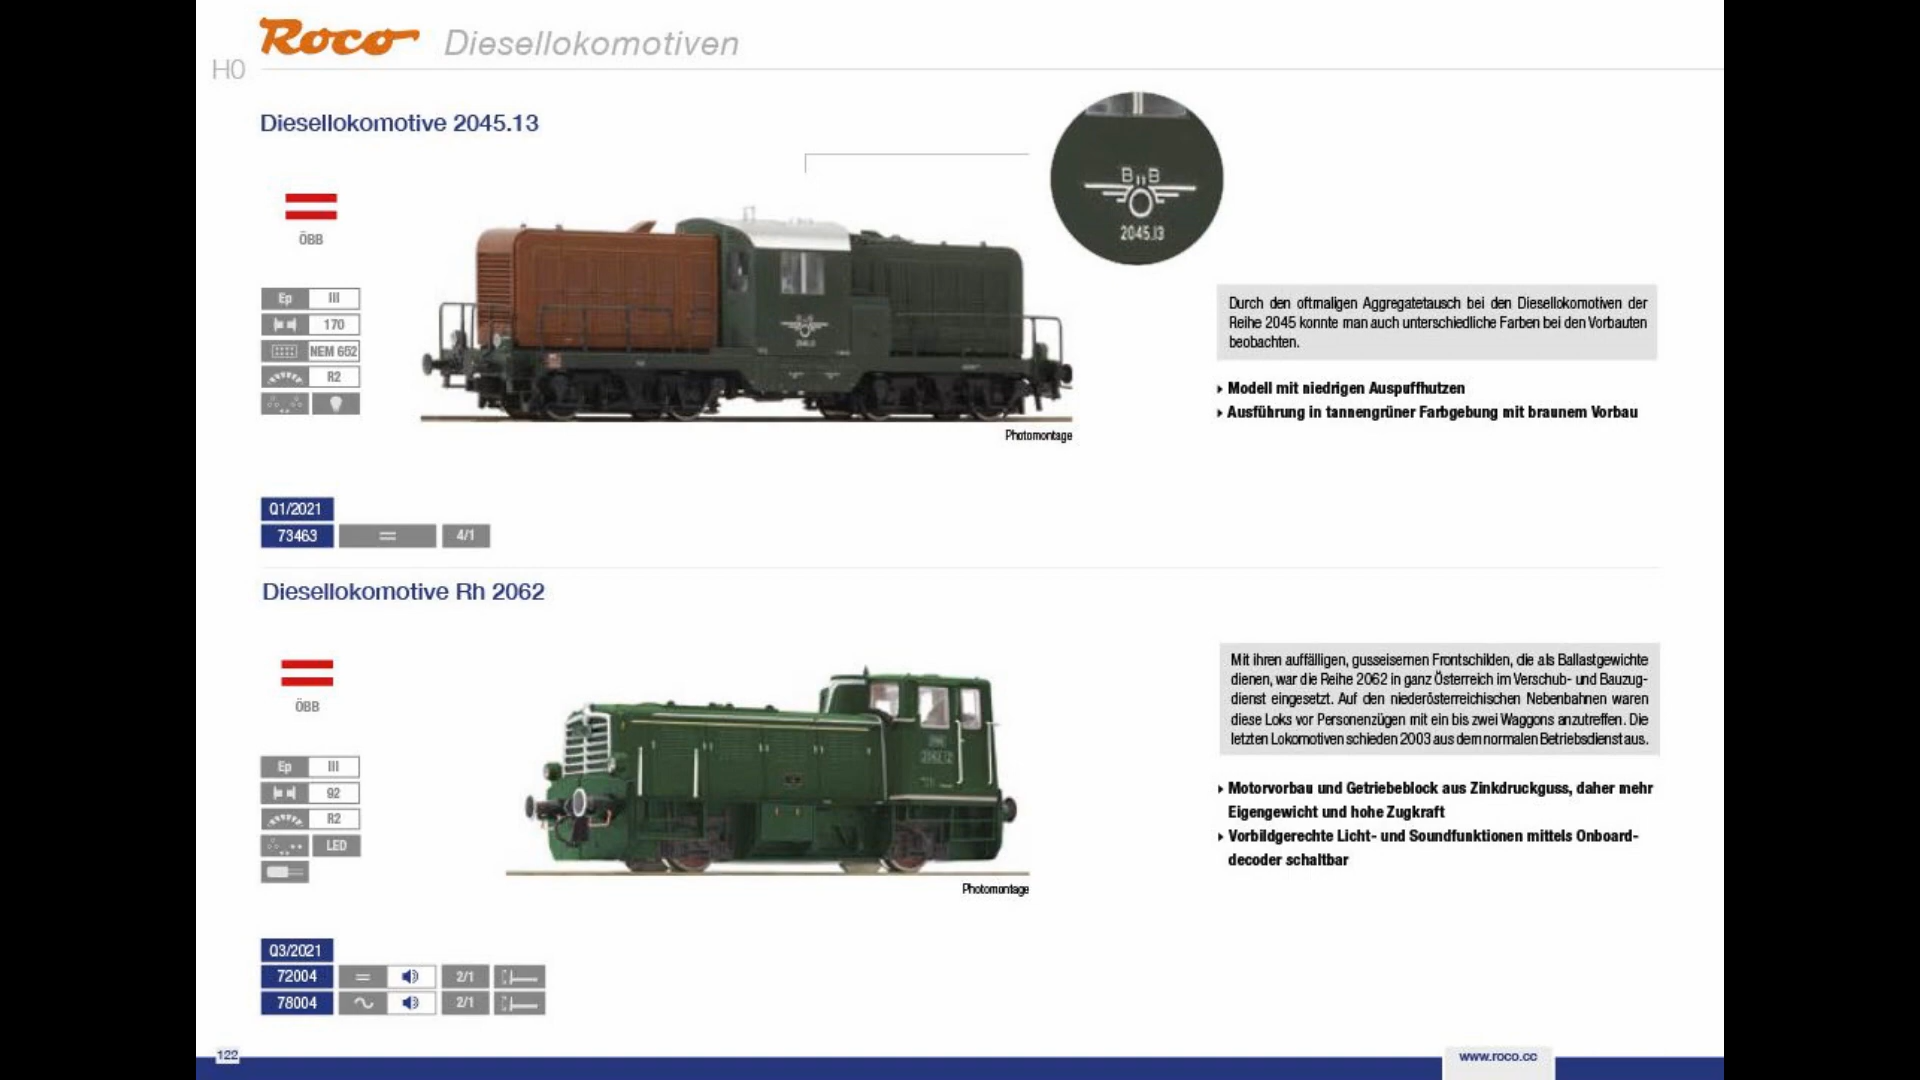 Roco Diesellokomotiven
H0
Diesellokomotive 2045.13
BB
2045.13
ÖBB
Ep III
170
NEM 652
R2
Durch den oftmaligen Aggregatetausch bei den Diesellokomotiven der
Reihe 2045 konnte man auch unterschiedliche Farben bei den Vorbauten
beobachten.
Modell mit niedrigen Auspuffhutzen
Ausführung in tannengrüner Farbgebung mit braunem Vorbau
Photomontage
Q1/2021
73463 4/1
Diesellokomotive Rh 2062
ÖBB
Ep III
92
R2
LED
Mit ihren auffälligen, gusseisernen Frontschilden, die als Ballastgewichte
dienen, war die Reihe 2062 in ganz Österreich im Verschub- und Bauzug-
dienst eingesetzt. Auf den niederösterreichischen Nebenbahnen waren
diese Loks vor Personenzügen mit ein bis zwei Waggons anzutreffen. Die
letzten Lokomotiven schieden 2003 aus dem normalen Betriebsdienst aus.
Motorvorbau und Getriebeblock aus Zinkdruckguss, daher mehr
Eigengewicht und hohe Zugkraft
Vorbildgerechte Licht- und Soundfunktionen mittels Onboard-
decoder schaltbar
Photomontage
Q3/2021
72004 2/1
78004 2/1
122
www.roco.cc